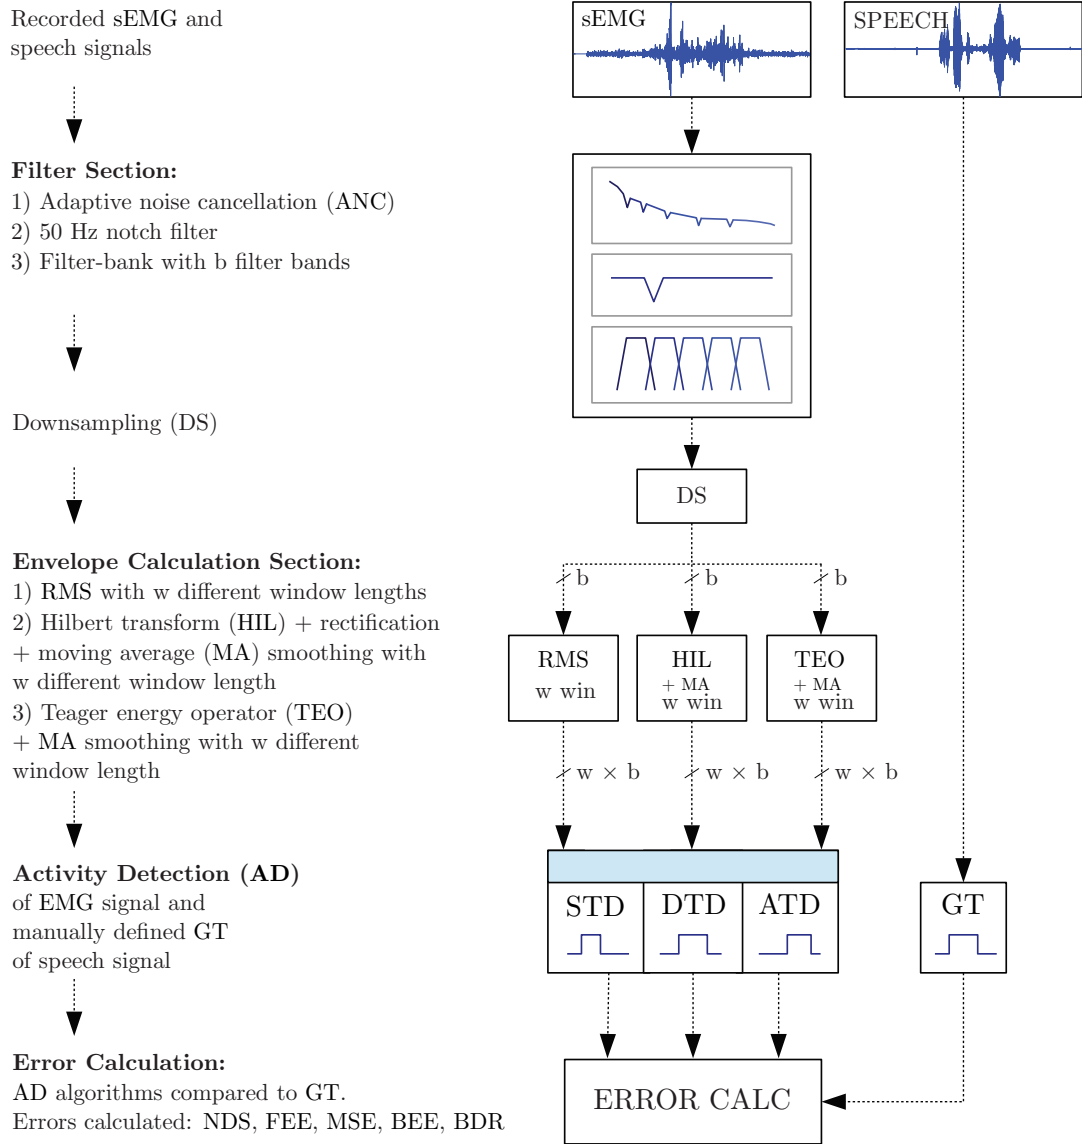 Recorded sEMG and
speech signals
Filter Section:
1) Adaptive noise cancellation (ANC)
2) 50 Hz notch filter
3) Filter-bank with b filter bands
Downsampling (DS)
Envelope Calculation Section:
1) RMS with w different window lengths
2) Hilbert transform (HIL) + rectification
+ moving average (MA) smoothing with
w different window length
3) Teager energy operator (TEO)
+ MA smoothing with w different
window length
Activity Detection (AD)
of EMG signal and
manually defined GT
of speech signal
Error Calculation:
AD algorithms compared to GT.
Errors calculated: NDS, FEE, MSE, BEE, BDR
sEMG
SPEECH
DS
b
b
b
RMS
w win
HIL
+ MA
w win
TEO
+ MA
w win
w × b
w × b
w × b
STD
DTD
ATD
GT
ERROR CALC